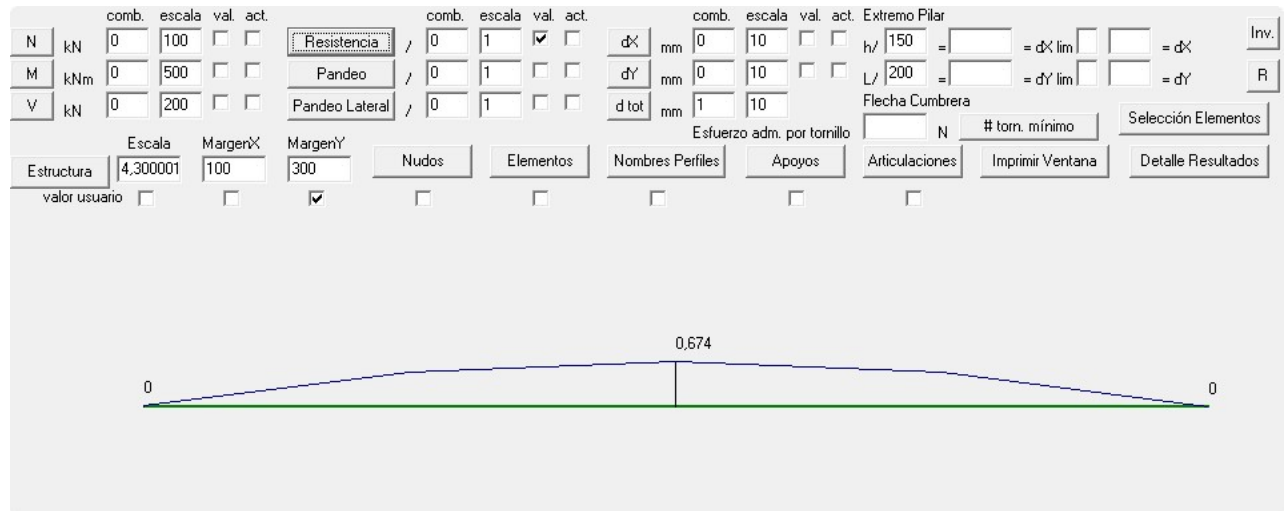 comb. escala val. act. comb. escala val. act. comb. escala val. act. Extremo Pilar
N kN 0 100 Resistencia / 0 1 dX mm 0 10 h/ 150 = = dX lim = dX Inv.
M kNm 0 500 Pandeo / 0 1 dY mm 0 10 L/ 200 = = dY lim = dY R
V kN 0 200 Pandeo Lateral / 0 1 d tot mm 1 10 Flecha Cumbrera
Esfuerzo adm. por tornillo N # torn. mínimo Selección Elementos
Escala MargenX MargenY
Estructura 4,300001 100 300 Nudos Elementos Nombres Perfiles Apoyos Articulaciones Imprimir Ventana Detalle Resultados
valor usuario
0,674
0 0